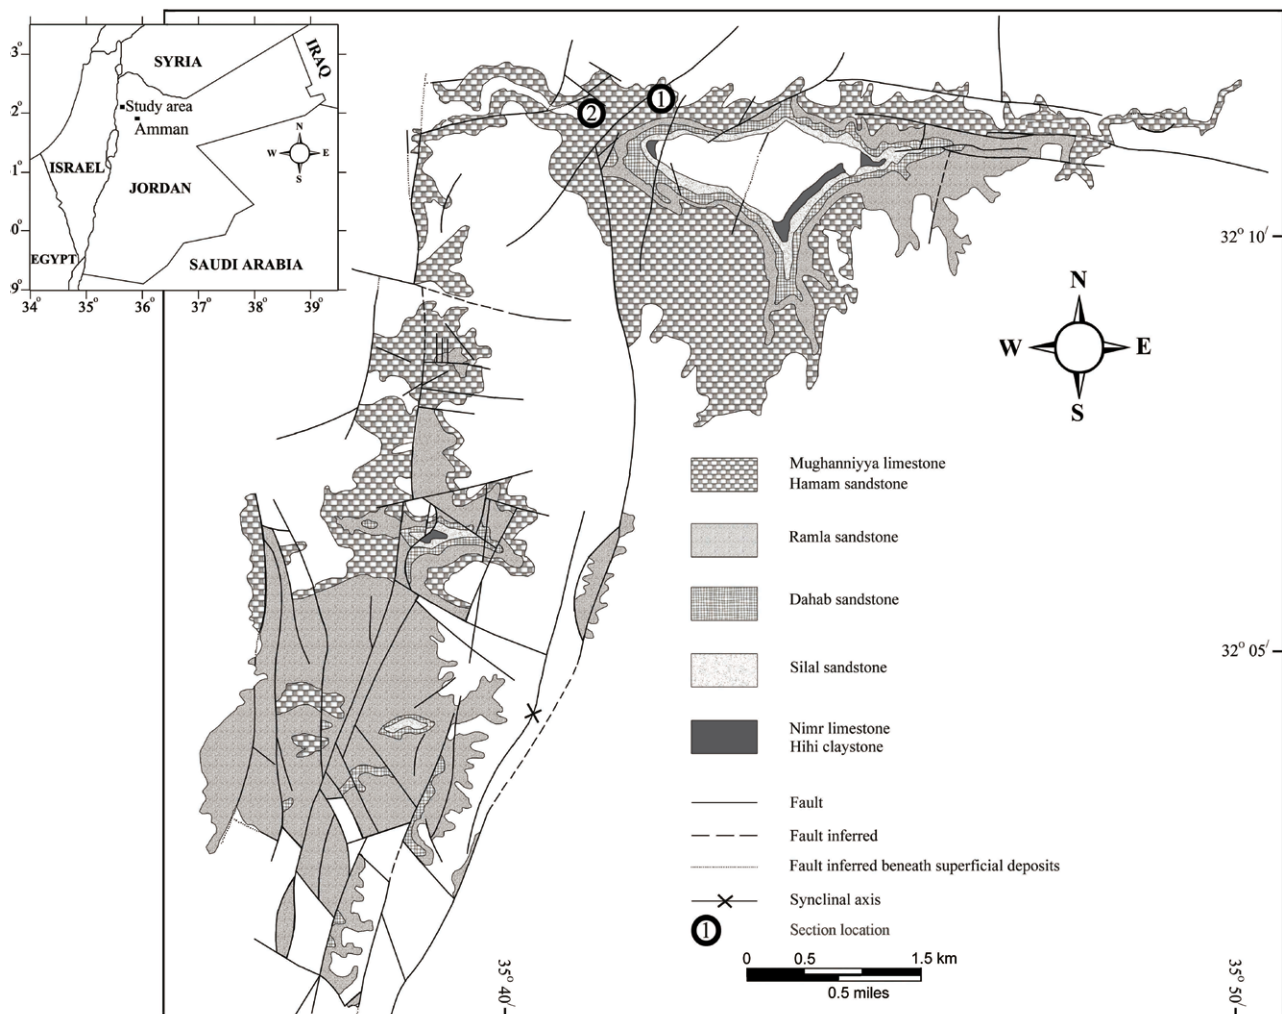 3°
SYRIA
IRAQ
2°
Study area
Amman
N
W
E
S
1°
ISRAEL
JORDAN
0°
EGYPT
SAUDI ARABIA
9°
34°
35°
36°
37°
38°
39°
1
2
32° 10/
N
W
E
S
Mughanniyya limestone
Hamam sandstone
Ramla sandstone
Dahab sandstone
32° 05/
Silal sandstone
Nimr limestone
Hihi claystone
Fault
Fault inferred
Fault inferred beneath superficial deposits
Synclinal axis
1
Section location
0 0.5 1.5 km
0.5 miles
35° 40/
35° 50/